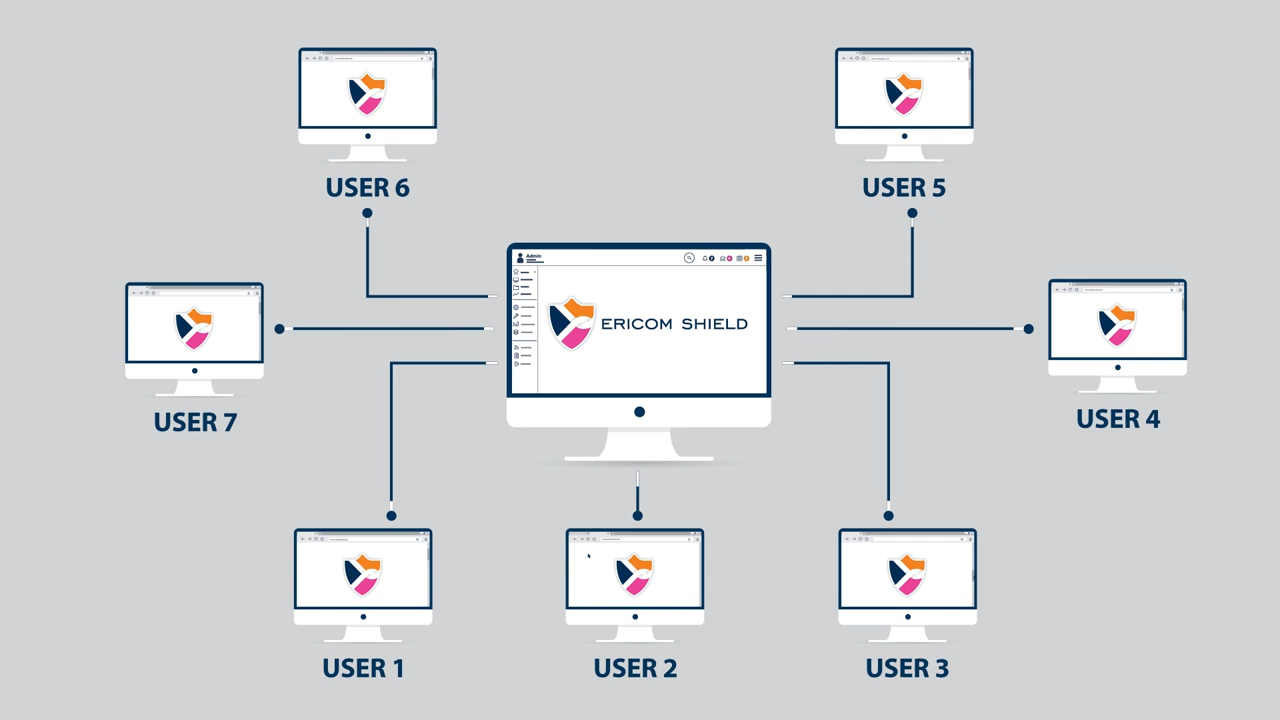 USER 6
USER 5
Admin
ERICOM SHIELD
USER 7
USER 4
USER 1
USER 2
USER 3